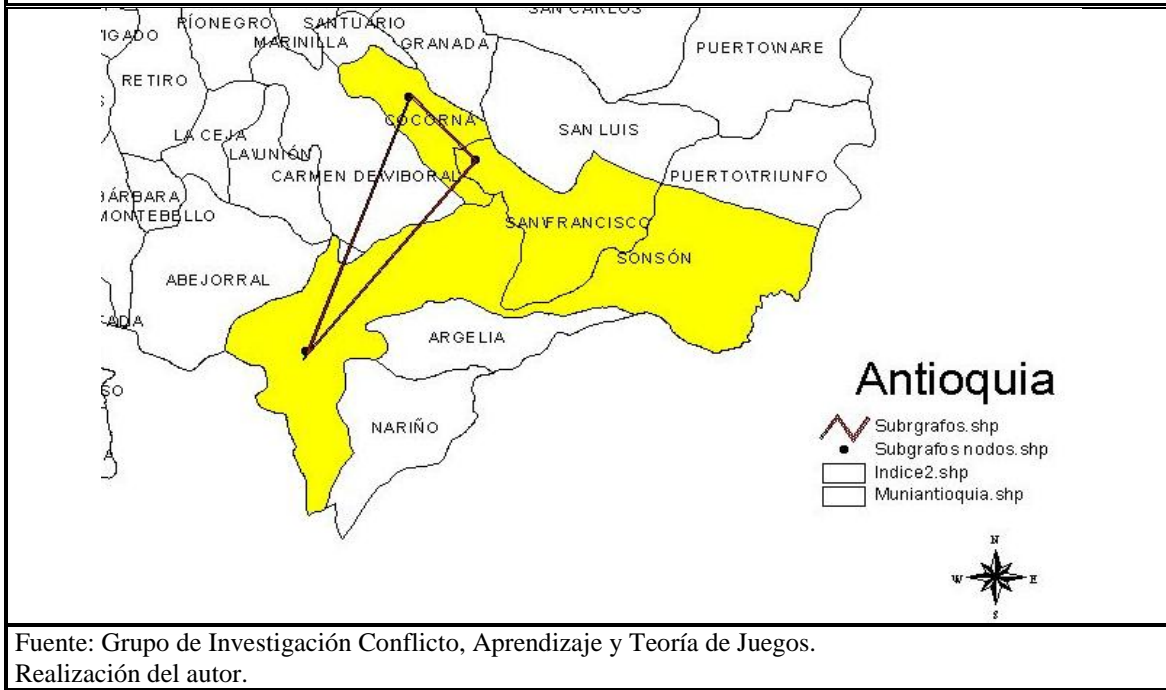 SAN CARLOS
RÍONEGRO
SANTUARIO
MARINILLA
GRANADA
PUERTO NARE
RETIRO
COCORNÁ
SAN LUIS
LA CEJA
LA UNIÓN
CARMEN DE VIBORAL
PUERTO TRIUNFO
MONTEBELLO
SAN FRANCISCO
SONSÓN
ABEJORRAL
ARGELIA
NARIÑO
Antioquia
Subrgrafos.shp
Subgrafos nodos.shp
Indice2.shp
Muniantioquia.shp
N
W E
S
Fuente: Grupo de Investigación Conflicto, Aprendizaje y Teoría de Juegos.
Realización del autor.